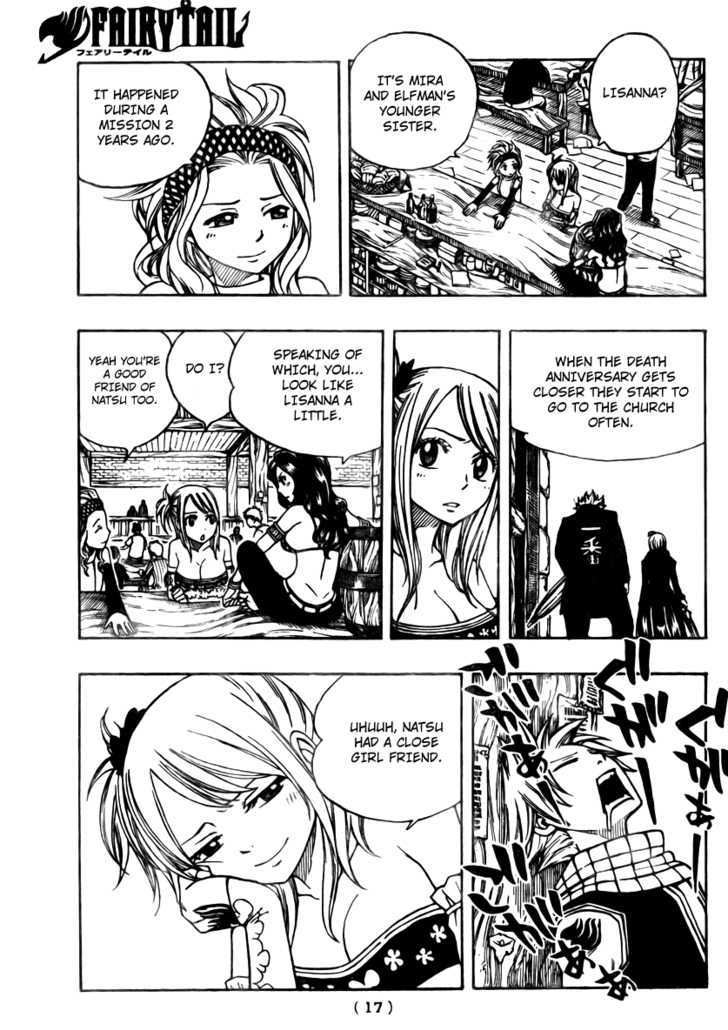 FAIRY TAIL
フェアリーテイル
LISANNA?
IT'S MIRA
AND ELFMAN'S
YOUNGER
SISTER.
IT HAPPENED
DURING A
MISSION 2
YEARS AGO.
WHEN THE DEATH
ANNIVERSARY GETS
CLOSER THEY START TO
GO TO THE CHURCH
OFTEN.
SPEAKING OF
WHICH, YOU...
LOOK LIKE
LISANNA A
LITTLE.
DO I?
YEAH YOU'RE
A GOOD
FRIEND OF
NATSU TOO.
UHUUH, NATSU
HAD A CLOSE
GIRL FRIEND.
( 17 )